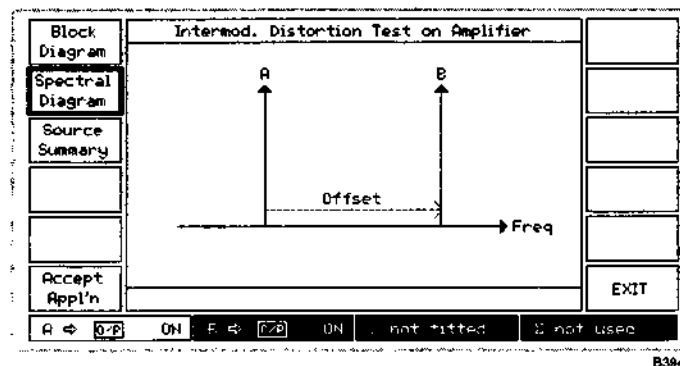 Block
Diagram
Intermod. Distortion Test on Amplifier
Spectral
Diagram
Source
Summary
A
B
Offset
Freq
Accept
Appl'n
EXIT
A ⇨ O/P ON
⇨ O/P ON
not fitted
not used